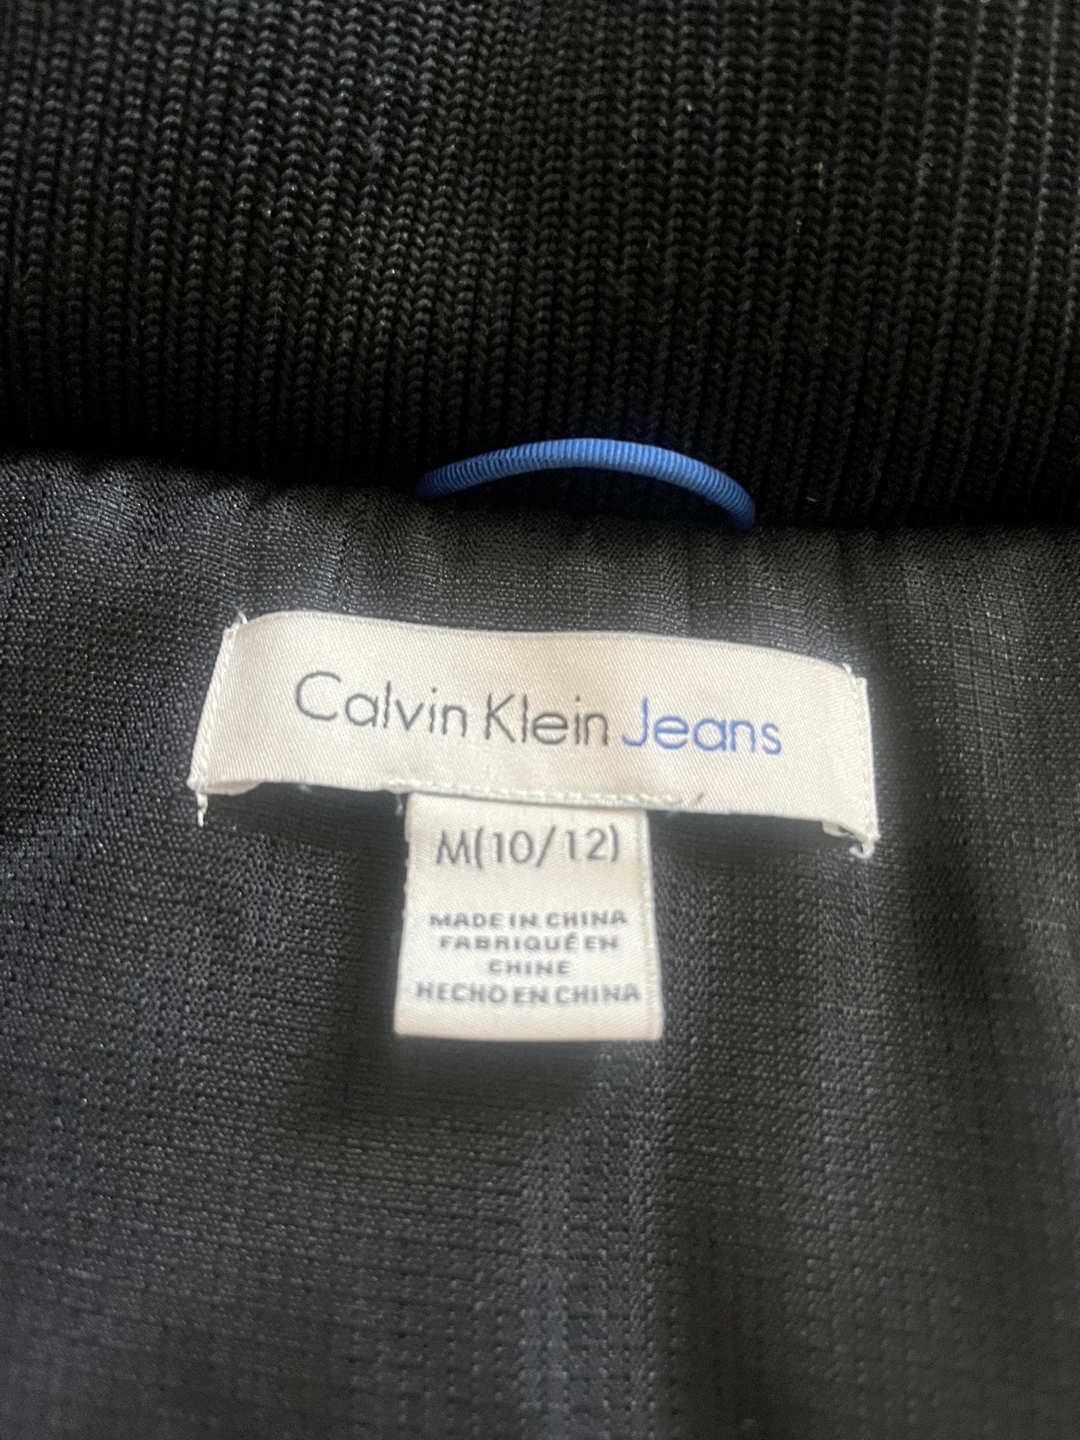 Calvin Klein Jeans
M(10/12)
MADE IN CHINA
FABRIQUÉ EN
CHINE
HECHO EN CHINA